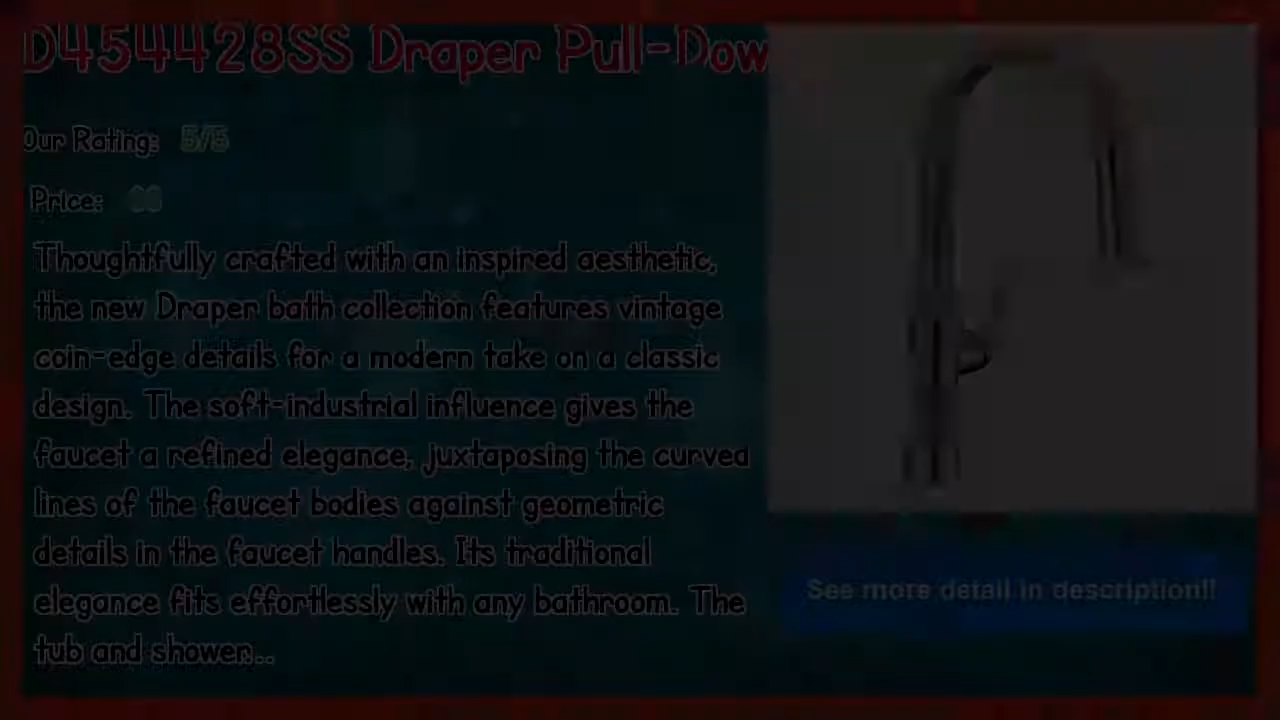 D454428SS Draper Pull-Dow
Our Rating: 5/5
Price:
Thoughtfully crafted with an inspired aesthetic,
the new Draper bath collection features vintage
coin-edge details for a modern take on a classic
design. The soft-industrial influence gives the
faucet a refined elegance, juxtaposing the curved
lines of the faucet bodies against geometric
details in the faucet handles. Its traditional
elegance fits effortlessly with any bathroom. The
tub and shower...
See more detail in description!!